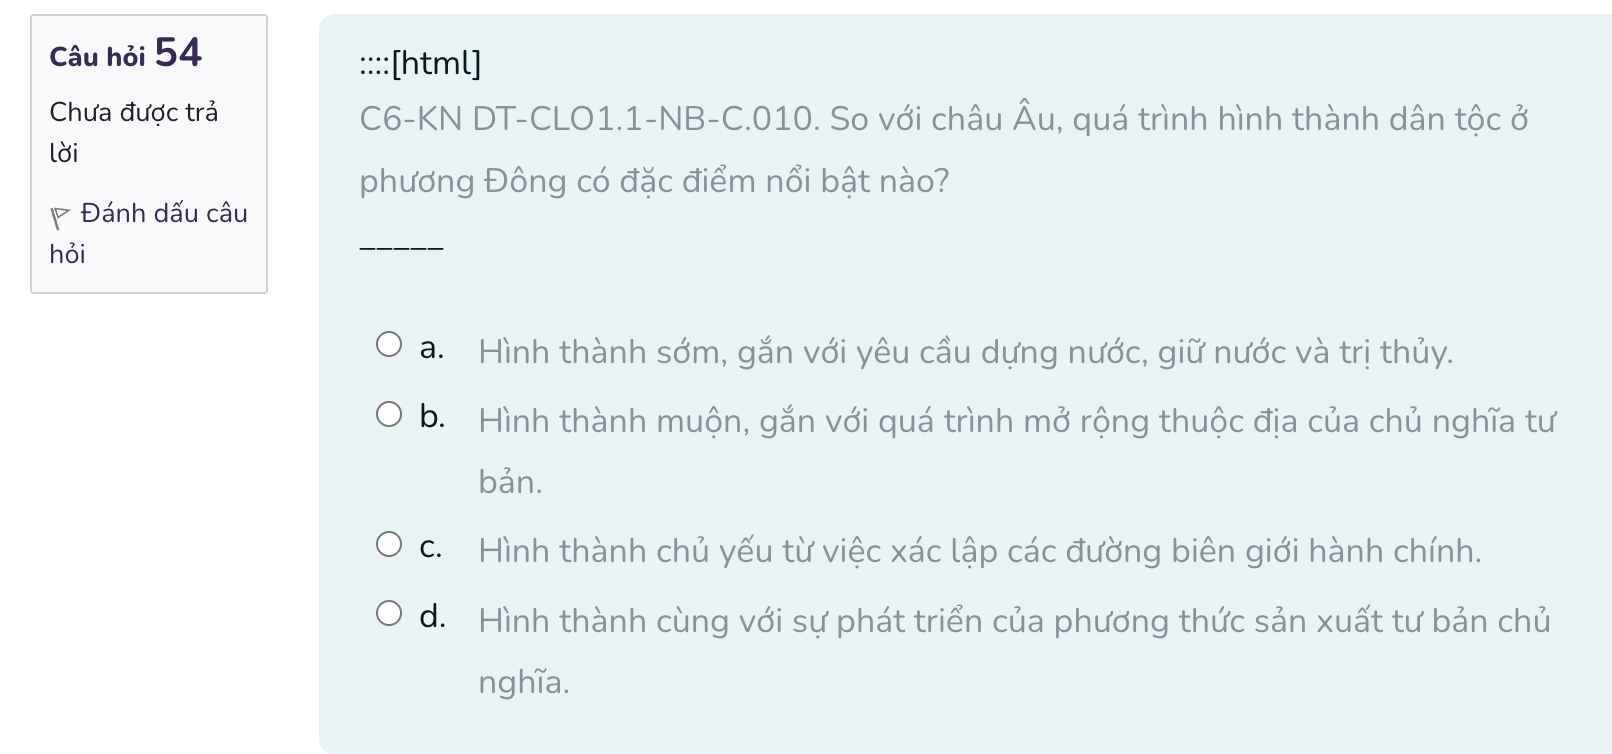 Câu hỏi 54
Chưa được trả
lời
Đánh dấu câu
hỏi
::::[html]
C6-KN DT-CLO1.1-NB-C.010. So với châu Âu, quá trình hình thành dân tộc ở
phương Đông có đặc điểm nổi bật nào?
_____
a. Hình thành sớm, gắn với yêu cầu dựng nước, giữ nước và trị thủy.
b. Hình thành muộn, gắn với quá trình mở rộng thuộc địa của chủ nghĩa tư
bản.
c. Hình thành chủ yếu từ việc xác lập các đường biên giới hành chính.
d. Hình thành cùng với sự phát triển của phương thức sản xuất tư bản chủ
nghĩa.